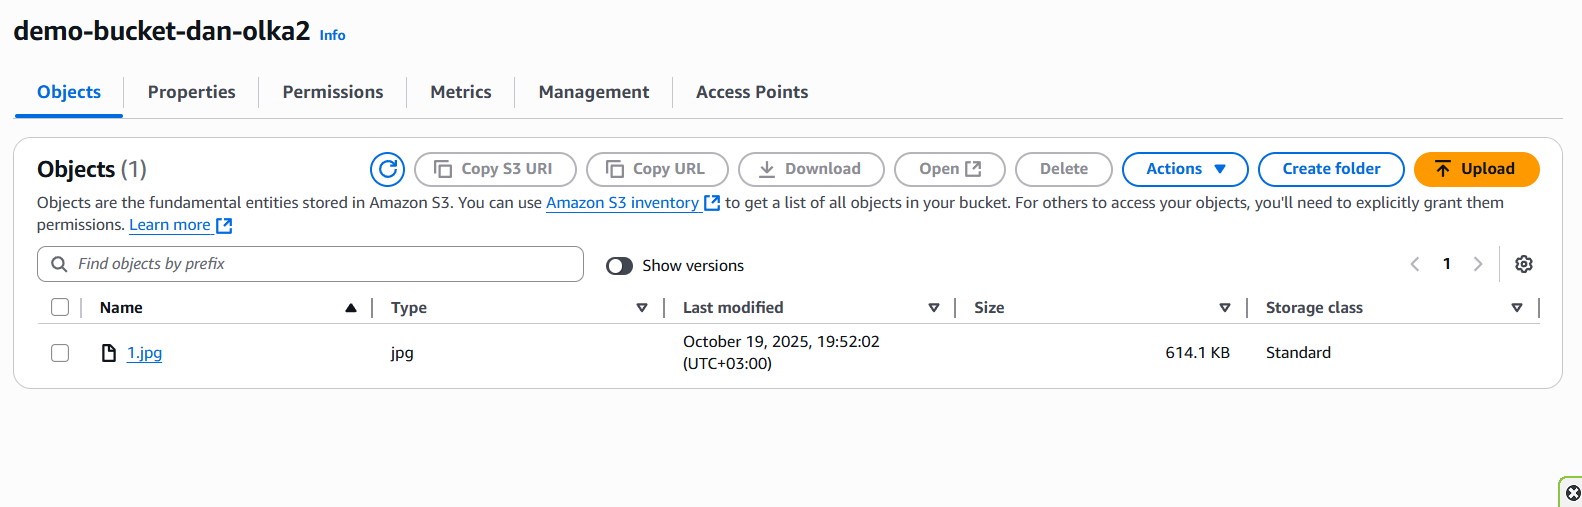 demo-bucket-dan-olka2 Info
Objects Properties Permissions Metrics Management Access Points
Objects (1) Copy S3 URI Copy URL Download Open Delete Actions Create folder Upload
Objects are the fundamental entities stored in Amazon S3. You can use Amazon S3 inventory to get a list of all objects in your bucket. For others to access your objects, you'll need to explicitly grant them
permissions. Learn more
Find objects by prefix Show versions 1
Name Type Last modified Size Storage class
1.jpg jpg October 19, 2025, 19:52:02 614.1 KB Standard
(UTC+03:00)